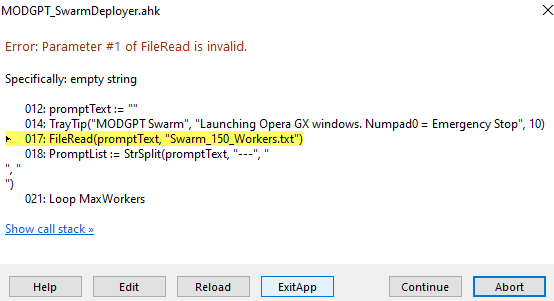 MODGPT_SwarmDeployer.ahk
Error: Parameter #1 of FileRead is invalid.
Specifically: empty string
012: promptText := ""
014: TrayTip("MODGPT Swarm", "Launching Opera GX windows. Numpad0 = Emergency Stop", 10)
017: FileRead(promptText, "Swarm_150_Workers.txt")
018: PromptList := StrSplit(promptText, "---", "
", "
")
021: Loop MaxWorkers
Show call stack »
Help Edit Reload ExitApp Continue Abort